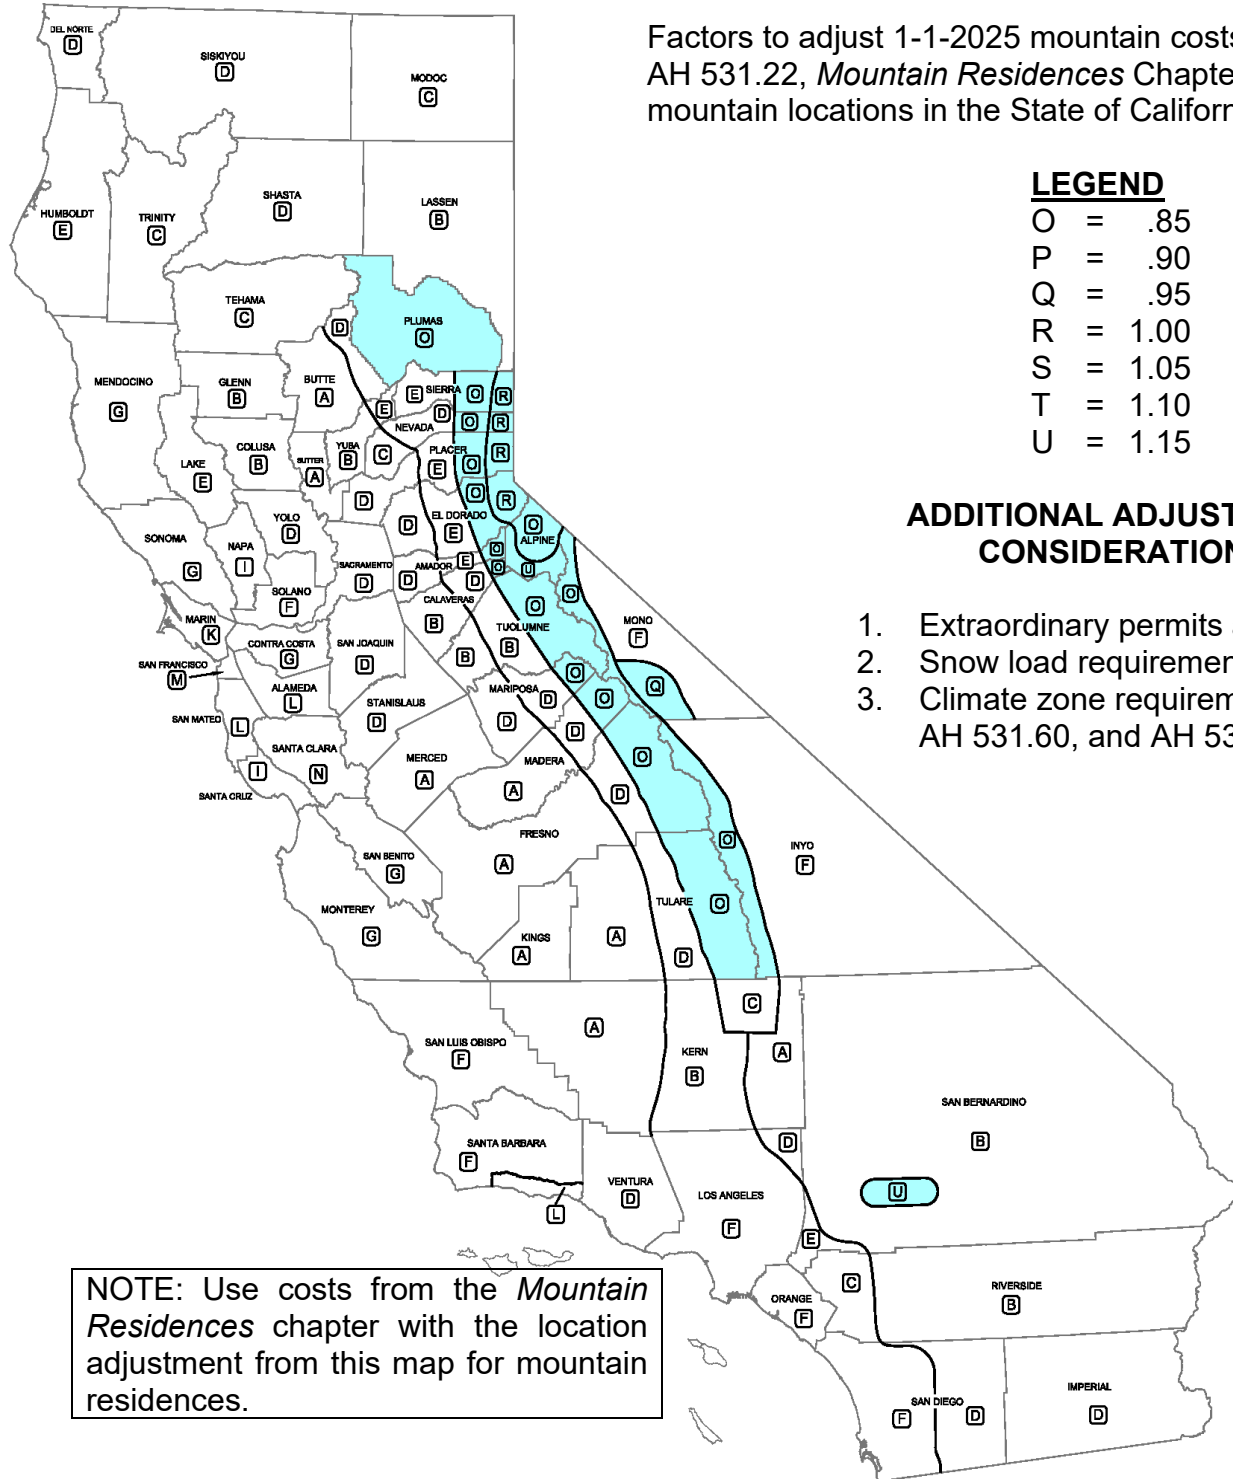 Factors to adjust 1-1-2025 mountain costs
AH 531.22, Mountain Residences Chapte
mountain locations in the State of Californ
LEGEND
O = .85
P = .90
Q = .95
R = 1.00
S = 1.05
T = 1.10
U = 1.15
ADDITIONAL ADJUST
CONSIDERATION
1. Extraordinary permits
2. Snow load requiremen
3. Climate zone requirem
AH 531.60, and AH 53
DEL NORTE
D
SISKIYOU
D
MODOC
C
HUMBOLDT
E
TRINITY
C
SHASTA
D
LASSEN
B
TEHAMA
C
D
PLUMAS
O
MENDOCINO
G
GLENN
B
BUTTE
A
E
E SIERRA O R
D O R
NEVADA
LAKE
E
COLUSA
B
SUTTER
A
YUBA
B
C
PLACER
E
O R
D
D
EL DORADO
E
O R
O
ALPINE
SONOMA
G
NAPA
I
YOLO
D
SOLANO
F
SACRAMENTO
D
AMADOR
D
E
O
D
O
U
MARIN
K
CONTRA COSTA
G
SAN JOAQUIN
D
CALAVERAS
B
B
TUOLUMNE
B
O
O
MONO
F
SAN FRANCISCO
M
ALAMEDA
L
STANISLAUS
D
MARIPOSA
D
D
O
O
Q
SAN MATEO
L
SANTA CLARA
N
I
SANTA CRUZ
MERCED
A
MADERA
A
D
O
D
FRESNO
A
SAN BENITO
G
O
INYO
F
MONTEREY
G
KINGS
A
A
TULARE
D
O
SAN LUIS OBISPO
F
A
KERN
B
C
A
SAN BERNARDINO
B
U
SANTA BARBARA
F
L
VENTURA
D
LOS ANGELES
F
D
E
C
ORANGE
F
RIVERSIDE
B
SAN DIEGO
F
D
IMPERIAL
D
NOTE: Use costs from the Mountain
Residences chapter with the location
adjustment from this map for mountain
residences.